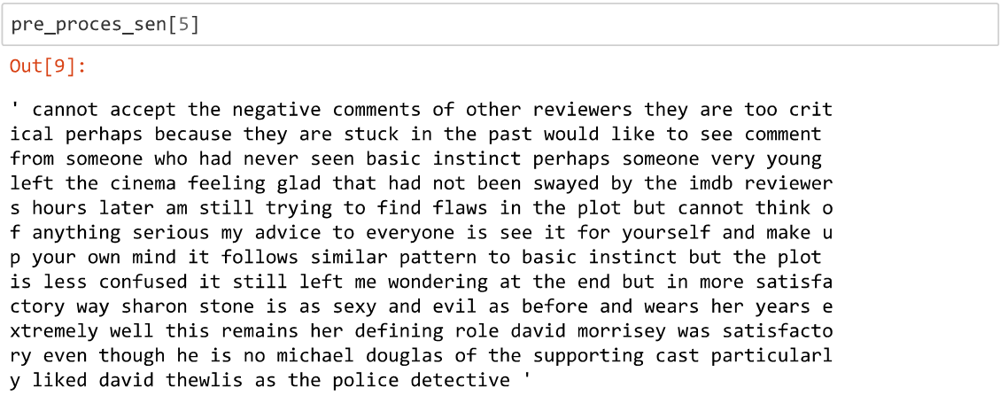 pre_proces_sen[5]
Out[9]:
' cannot accept the negative comments of other reviewers they are too crit
ical perhaps because they are stuck in the past would like to see comment
from someone who had never seen basic instinct perhaps someone very young
left the cinema feeling glad that had not been swayed by the imdb reviewer
s hours later am still trying to find flaws in the plot but cannot think o
f anything serious my advice to everyone is see it for yourself and make u
p your own mind it follows similar pattern to basic instinct but the plot
is less confused it still left me wondering at the end but in more satisfa
ctory way sharon stone is as sexy and evil as before and wears her years e
xtremely well this remains her defining role david morrisey was satisfacto
ry even though he is no michael douglas of the supporting cast particularl
y liked david thewlis as the police detective '